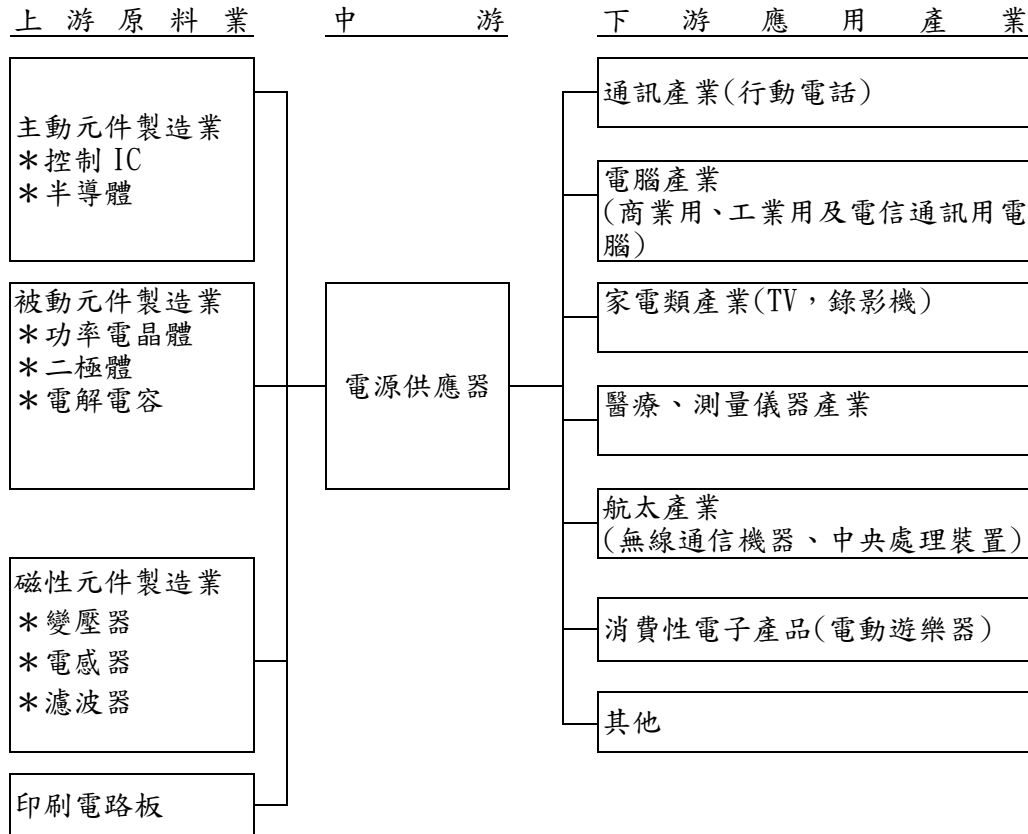 上游原料業
中游
下游應用產業
主動元件製造業
＊控制 IC
＊半導體
被動元件製造業
＊功率電晶體
＊二極體
＊電解電容
磁性元件製造業
＊變壓器
＊電感器
＊濾波器
印刷電路板
電源供應器
通訊產業(行動電話)
電腦產業
(商業用、工業用及電信通訊用電
腦)
家電類產業(TV，錄影機)
醫療、測量儀器產業
航太產業
(無線通信機器、中央處理裝置)
消費性電子產品(電動遊樂器)
其他